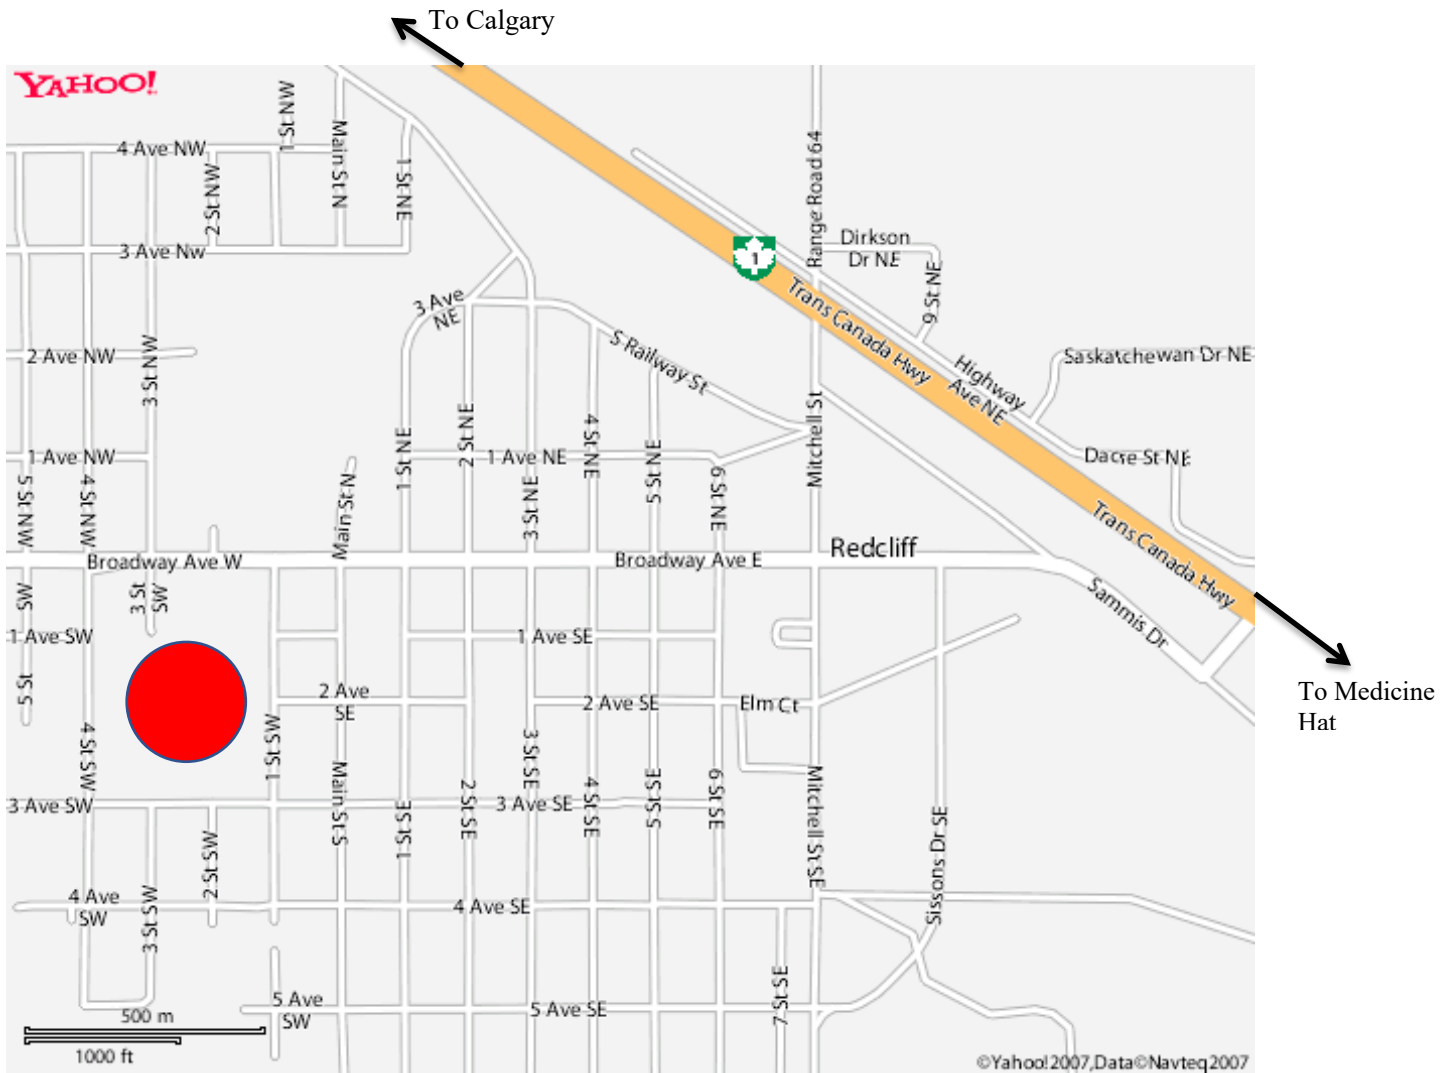 To Calgary
YAHOO!
1 St NW
4 Ave NW
Main St N
Range Road 64
1 St NE
2 St NW
Dirkson
Dr NE
3 Ave Nw
1
9 St NE
3 Ave
NE
Trans Canada Hwy
S Railway St
2 Ave NW
3 St NW
Saskatchewan Dr NE
Highway
Ave NE
Mitchell St
2 St NE
4 St NE
1 St NE
1 Ave NW
1 Ave NE
5 St NE
Dacre St NE
6 St NE
5 St NW
4 St NW
Main St N
3 St NE
Trans Canada Hwy
Redcliff
Broadway Ave W
Broadway Ave E
SW
3 St
SW
Sammis Dr
1 Ave SW
1 Ave SE
5 St
2 Ave
SE
2 Ave SE
Elm Ct
To Medicine
Hat
4 St SW
1 St SW
3 St SE
Main St S
2 St SE
4 St SE
5 St SE
6 St SE
Mitchell St SE
3 Ave SW
3 Ave SE
1 St SE
2 St SW
Sissons Dr SE
4 Ave
SW
3 St SW
4 Ave SE
7 St SE
5 Ave
SW
5 Ave SE
500 m
1000 ft
©Yahoo!2007,Data©Navteq2007